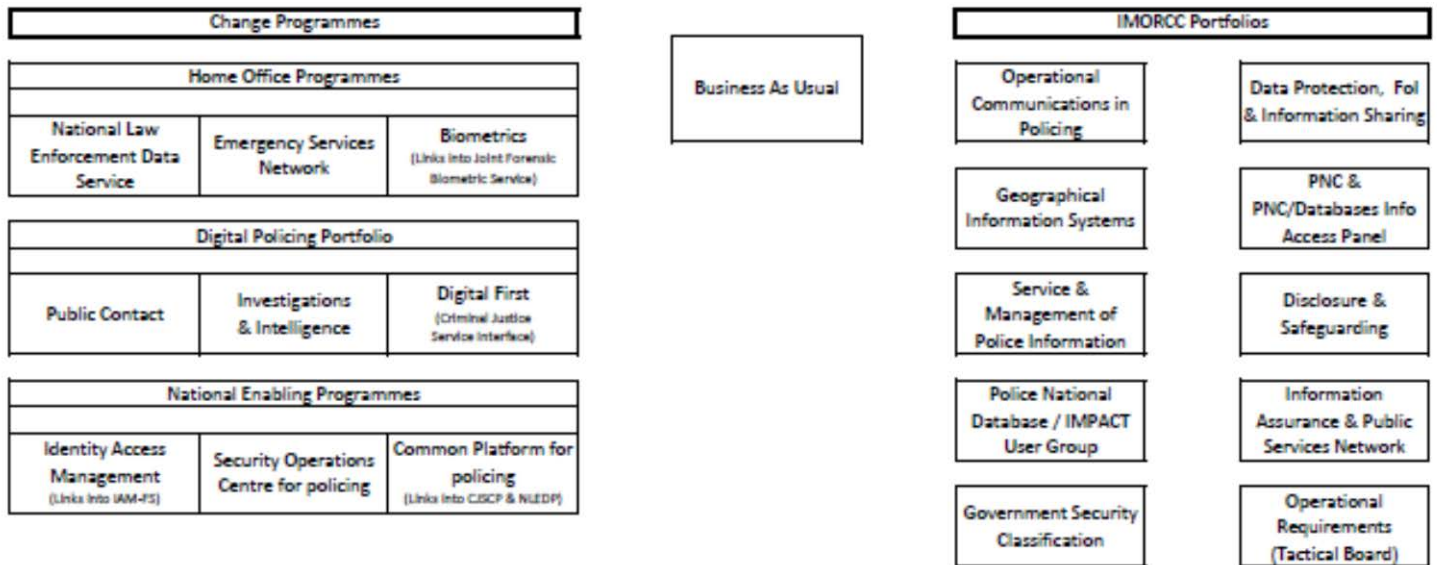 Change Programmes
Home Office Programmes
National Law
Enforcement Data
Service
Emergency Services
Network
Biometrics
(Links into Joint Forensic
Biometric Service)
Digital Policing Portfolio
Public Contact
Investigations
& Intelligence
Digital First
(Criminal Justice
Service Interface)
National Enabling Programmes
Identity Access
Management
(Links into IAM-FS)
Security Operations
Centre for policing
Common Platform for
policing
(Links into CJSCP & NLEDP)
Business As Usual
IMORCC Portfolios
Operational
Communications in
Policing
Data Protection, FoI
& Information Sharing
Geographical
Information Systems
PNC &
PNC/Databases Info
Access Panel
Service &
Management of
Police Information
Disclosure &
Safeguarding
Police National
Database / IMPACT
User Group
Information
Assurance & Public
Services Network
Government Security
Classification
Operational
Requirements
(Tactical Board)